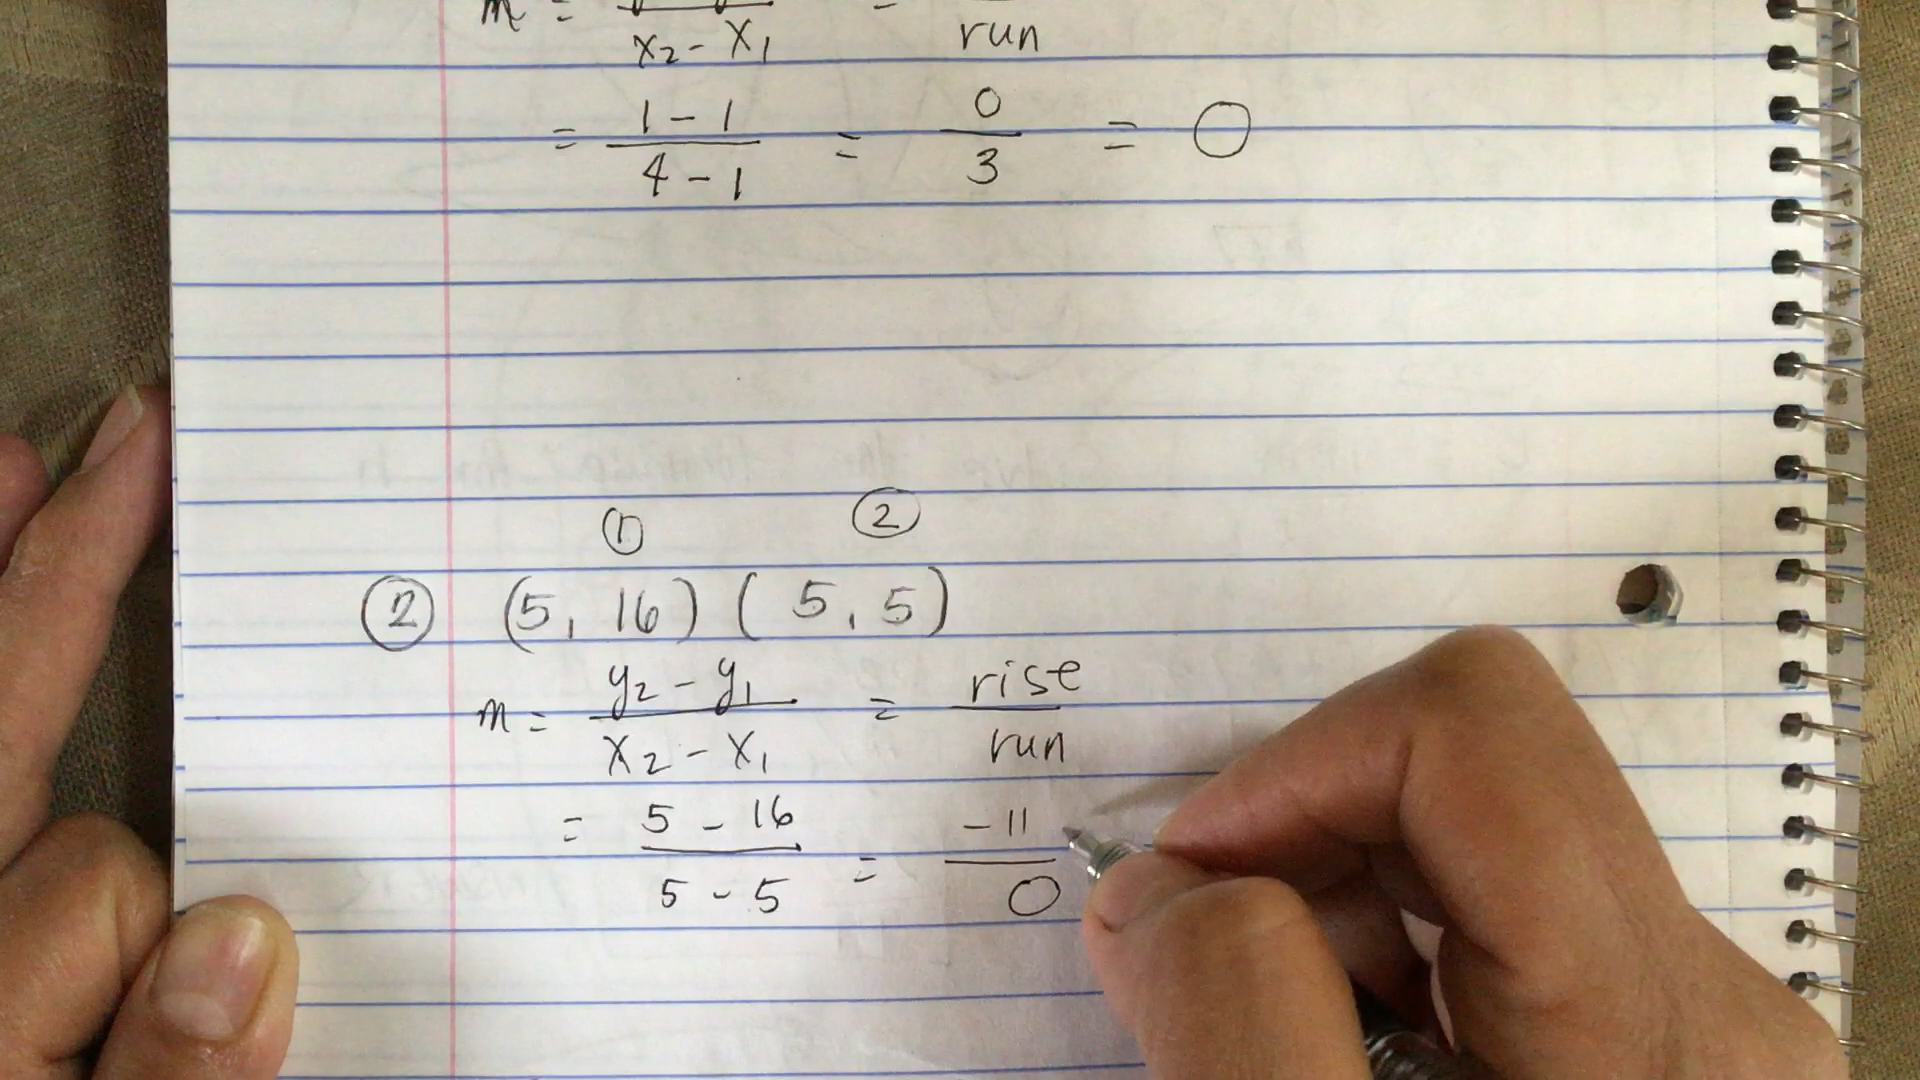 m =
x₂ - x₁ = run
= 1 - 1 / 4 - 1 = 0 / 3 = 0
① ②
② (5, 16) (5, 5)
m = y₂ - y₁ / x₂ - x₁ = rise / run
= 5 - 16 / 5 - 5 = -11 / 0